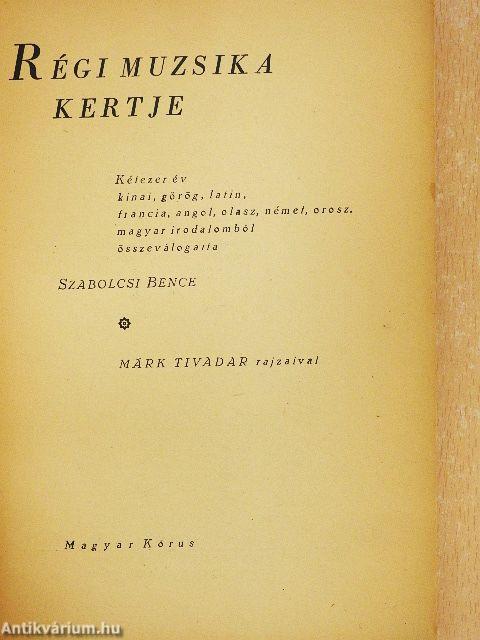 RÉGI MUZSIKA
KERTJE
Kétezer év
kinai, görög, latin,
francia, angol, olasz, német, orosz,
magyar irodalomból
összeválogatta
SZABOLCSI BENCE
MÁRK TIVADAR rajzaival
Magyar Kórus
Antikvárium.hu